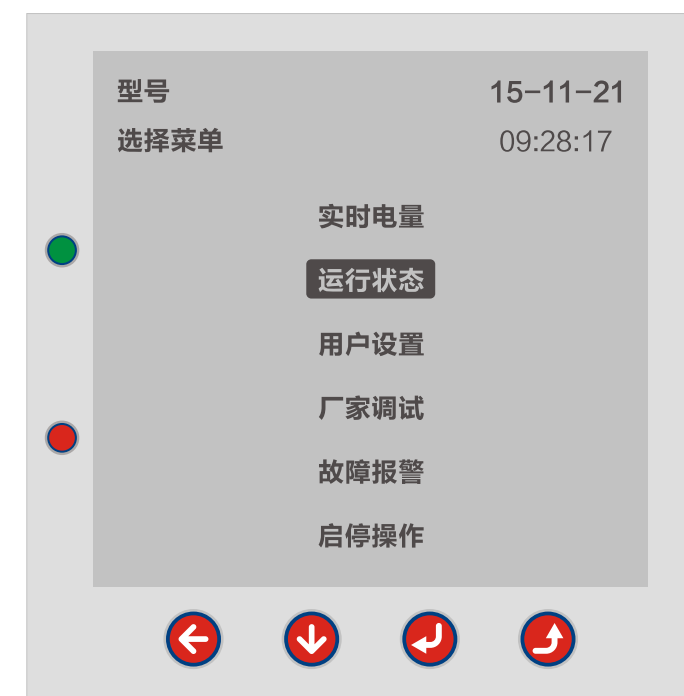 型号 15-11-21
选择菜单 09:28:17
实时电量
运行状态
用户设置
厂家调试
故障报警
启停操作